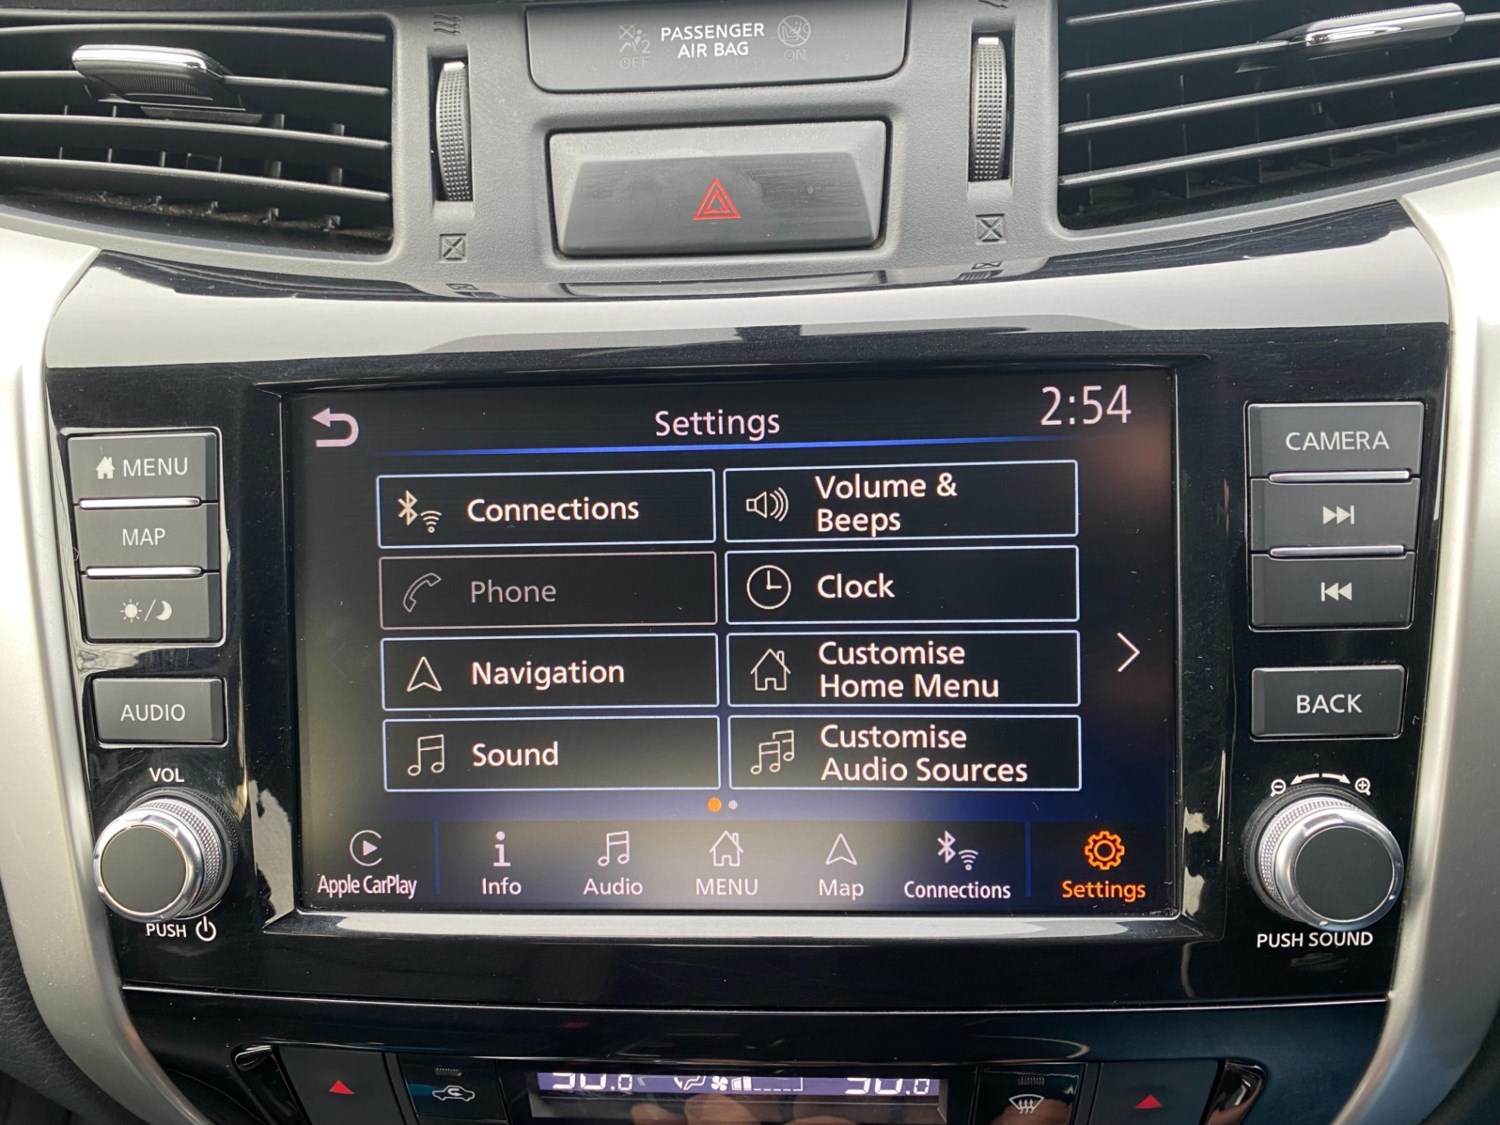 PASSENGER
AIR BAG
OFF
ON
Settings
2:54
MENU
MAP
AUDIO
VOL
PUSH
Connections
Volume &
Beeps
Phone
Clock
Navigation
Customise
Home Menu
Sound
Customise
Audio Sources
Apple CarPlay
Info
Audio
MENU
Map
Connections
Settings
CAMERA
BACK
PUSH SOUND